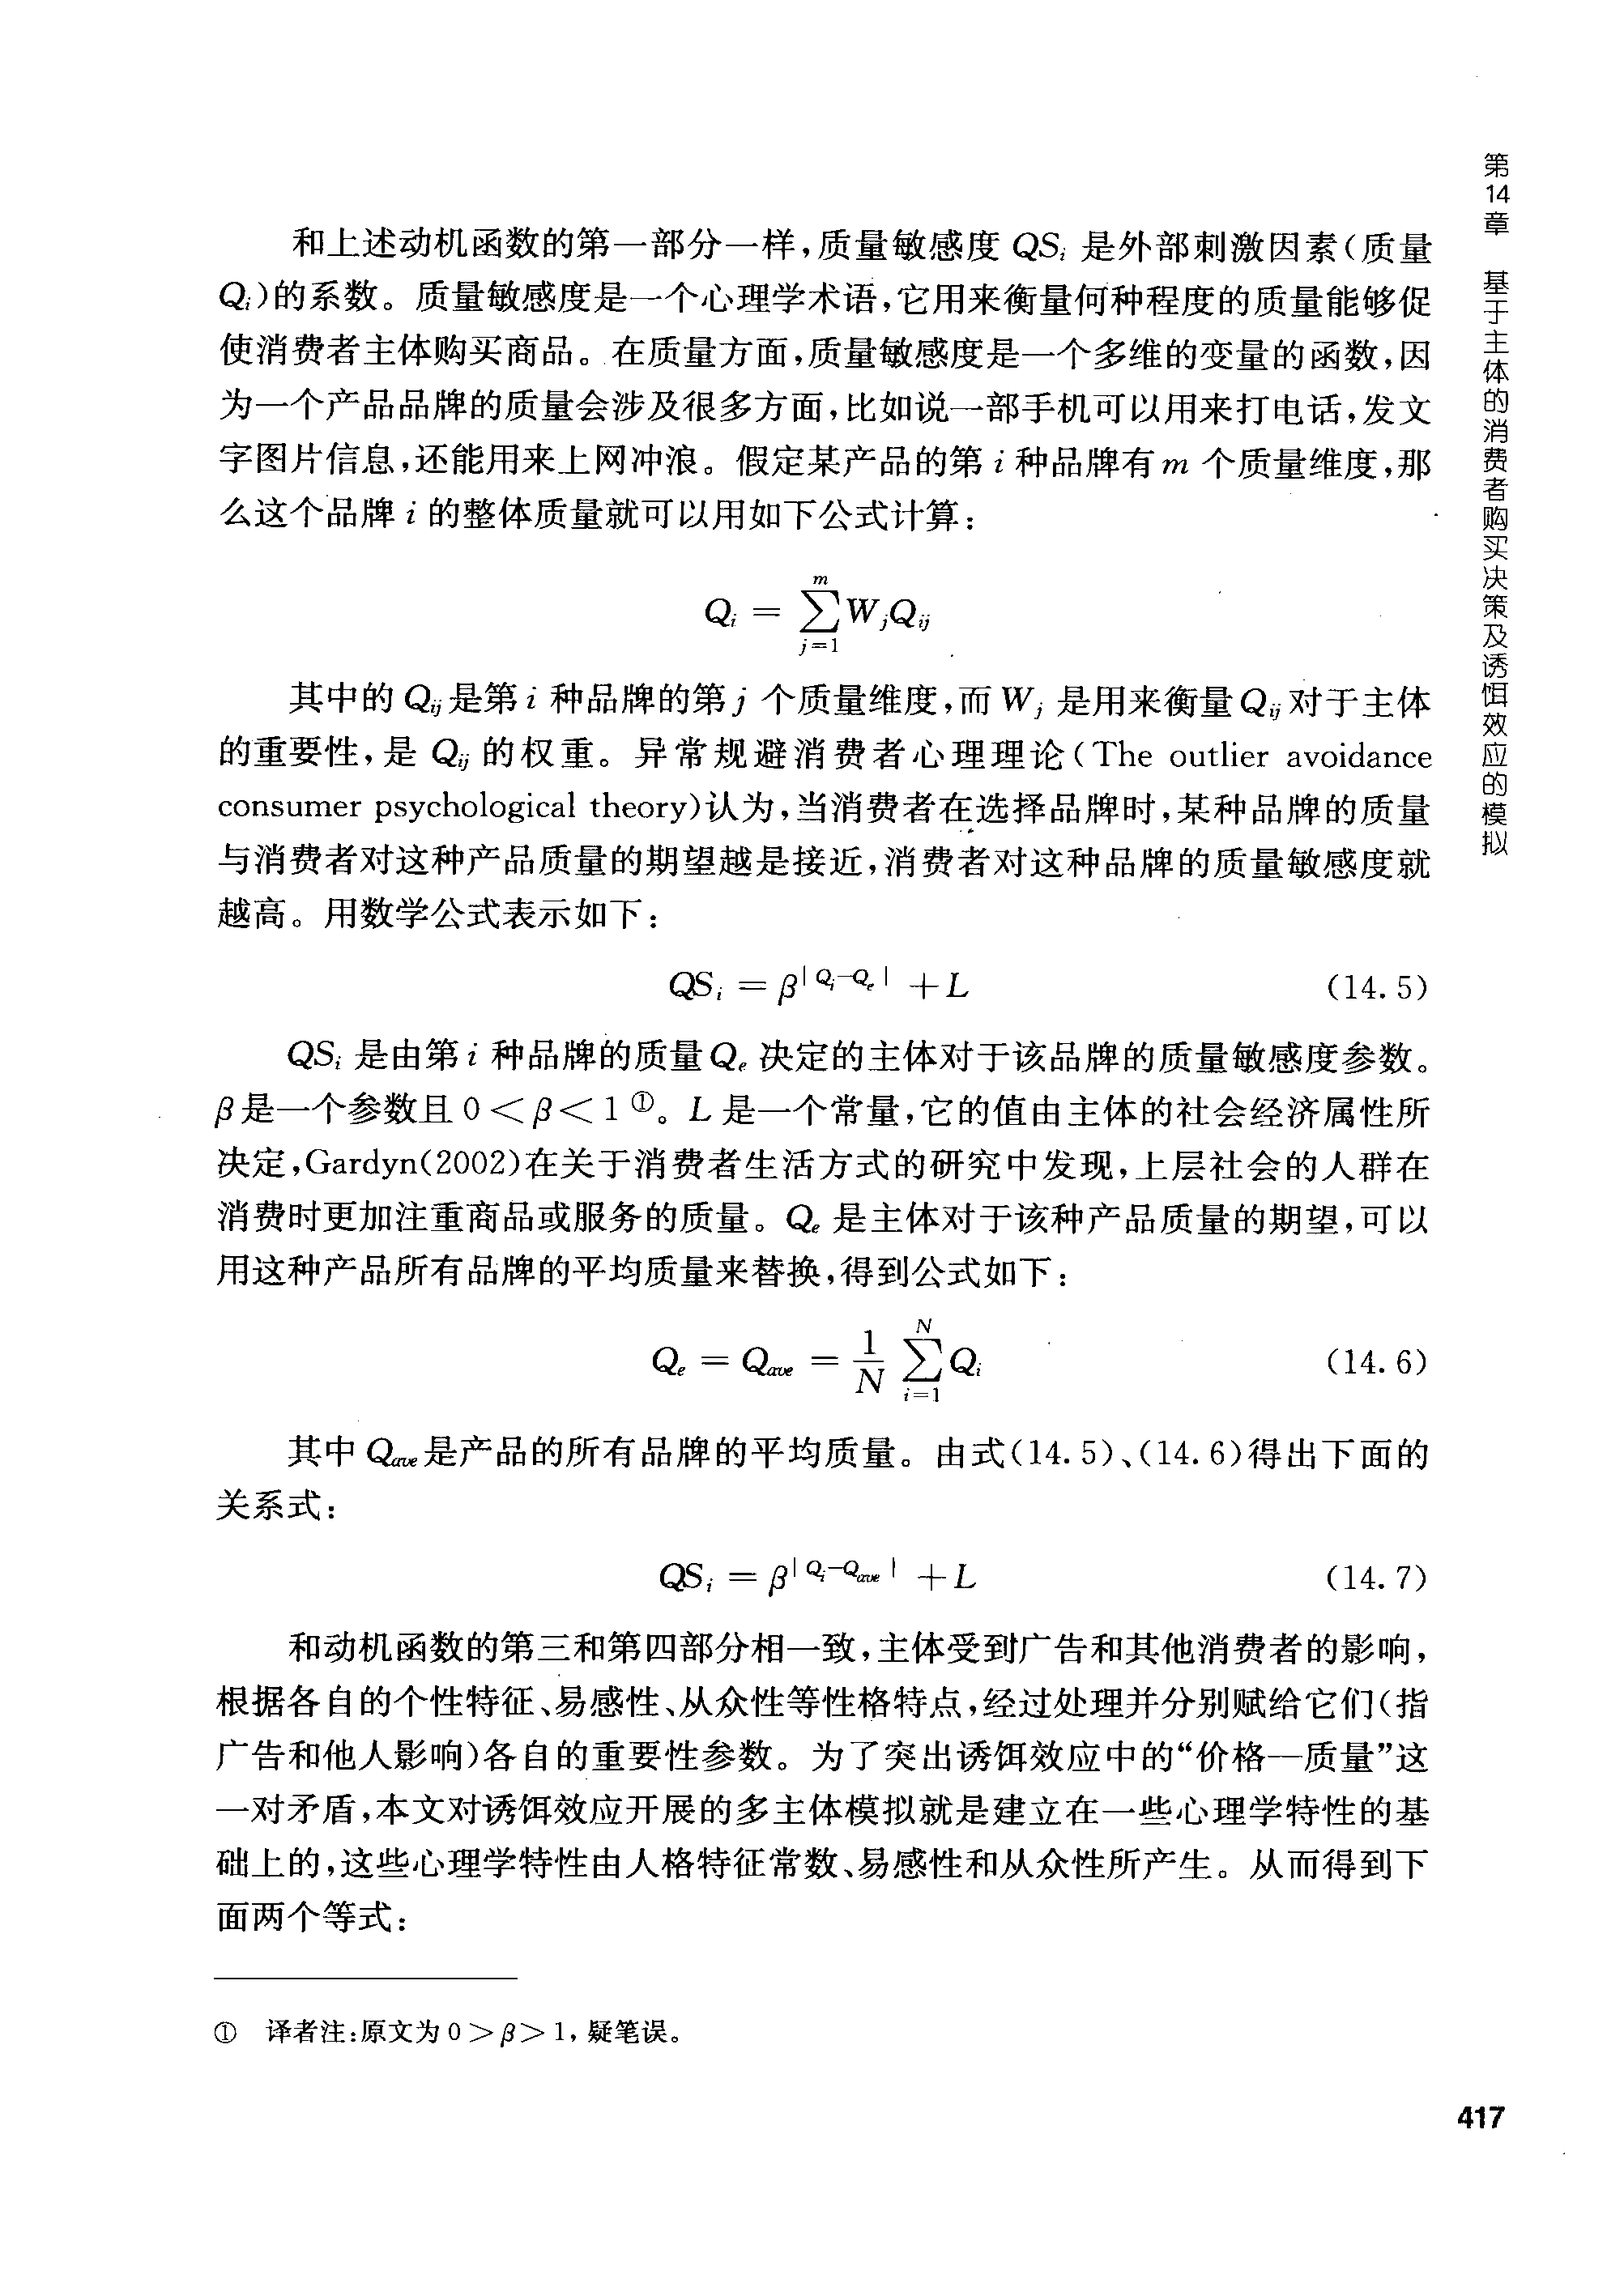 第14章 基于主体的消费者购买决策及诱饵效应的模拟
和上述动机函数的第一部分一样,质量敏感度 QSᵢ 是外部刺激因素(质量
Qᵢ)的系数。质量敏感度是一个心理学术语,它用来衡量何种程度的质量能够促
使消费者主体购买商品。在质量方面,质量敏感度是一个多维的变量的函数,因
为一个产品品牌的质量会涉及很多方面,比如说一部手机可以用来打电话,发文
字图片信息,还能用来上网冲浪。假定某产品的第 i 种品牌有 m 个质量维度,那
么这个品牌 i 的整体质量就可以用如下公式计算:
Q_i = \sum_{j=1}^{m} W_j Q_{ij}
其中的 Q_{ij} 是第 i 种品牌的第 j 个质量维度,而 W_j 是用来衡量 Q_{ij} 对于主体
的重要性,是 Q_{ij} 的权重。异常规避消费者心理理论(The outlier avoidance
consumer psychological theory)认为,当消费者在选择品牌时,某种品牌的质量
与消费者对这种产品质量的期望越是接近,消费者对这种品牌的质量敏感度就
越高。用数学公式表示如下:
QS_i = β^{|Q_i-Q_e|} + L (14.5)
QS_i 是由第 i 种品牌的质量 Q_e 决定的主体对于该品牌的质量敏感度参数。
β是一个参数且 0<β<1 ①。L 是一个常量,它的值由主体的社会经济属性所
决定,Gardyn(2002)在关于消费者生活方式的研究中发现,上层社会的人群在
消费时更加注重商品或服务的质量。Q_e 是主体对于该种产品质量的期望,可以
用这种产品所有品牌的平均质量来替换,得到公式如下:
Q_e = Q_{ave} = \frac{1}{N} \sum_{i=1}^{N} Q_i (14.6)
其中 Q_{ave} 是产品的所有品牌的平均质量。由式(14.5)、(14.6)得出下面的
关系式:
QS_i = β^{|Q_i-Q_{ave}|} + L (14.7)
和动机函数的第三和第四部分相一致,主体受到广告和其他消费者的影响,
根据各自的个性特征、易感性、从众性等性格特点,经过处理并分别赋给它们(指
广告和他人影响)各自的重要性参数。为了突出诱饵效应中的“价格—质量”这
一对矛盾,本文对诱饵效应开展的多主体模拟就是建立在一些心理学特性的基
础上的,这些心理学特性由人格特征常数、易感性和从众性所产生。从而得到下
面两个等式:
① 译者注:原文为 0>β>1,疑笔误。
417